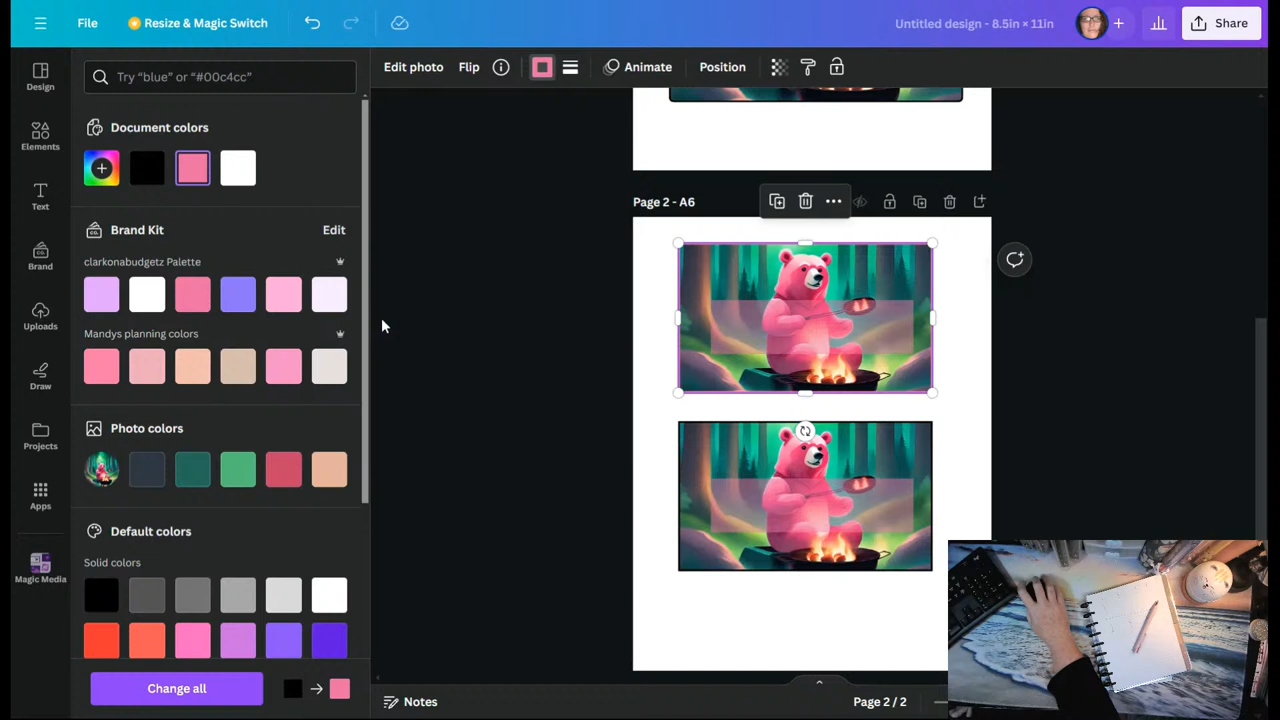 File
Resize & Magic Switch
Untitled design - 8.5in × 11in
Share
Design
Elements
Text
Brand
Uploads
Draw
Projects
Apps
Magic Media
Try “blue” or “#00c4cc”
Edit photo
Flip
Animate
Position
Document colors
Brand Kit
Edit
clarkonabudgetz Palette
Mandys planning colors
Photo colors
Default colors
Solid colors
Change all
Page 2 - A6
Notes
Page 2 / 2